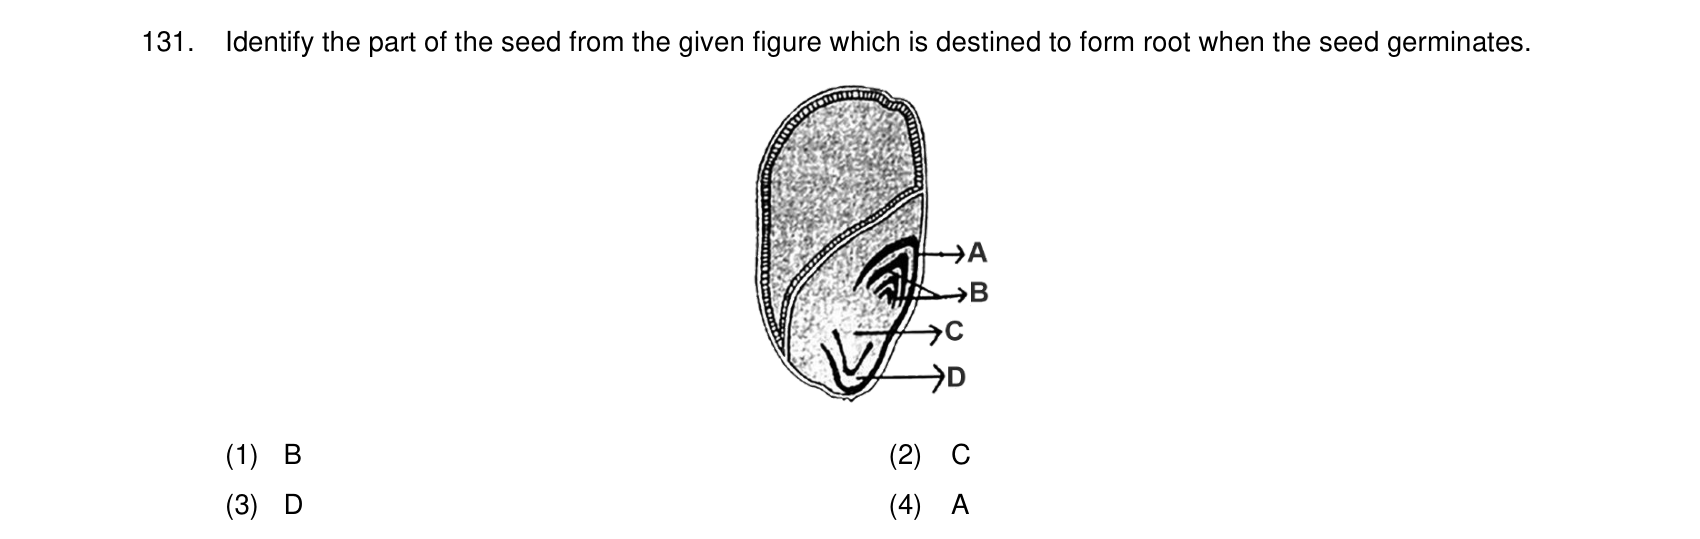 131. Identify the part of the seed from the given figure which is destined to form root when the seed germinates.
A
B
C
D
(1) B (2) C
(3) D (4) A